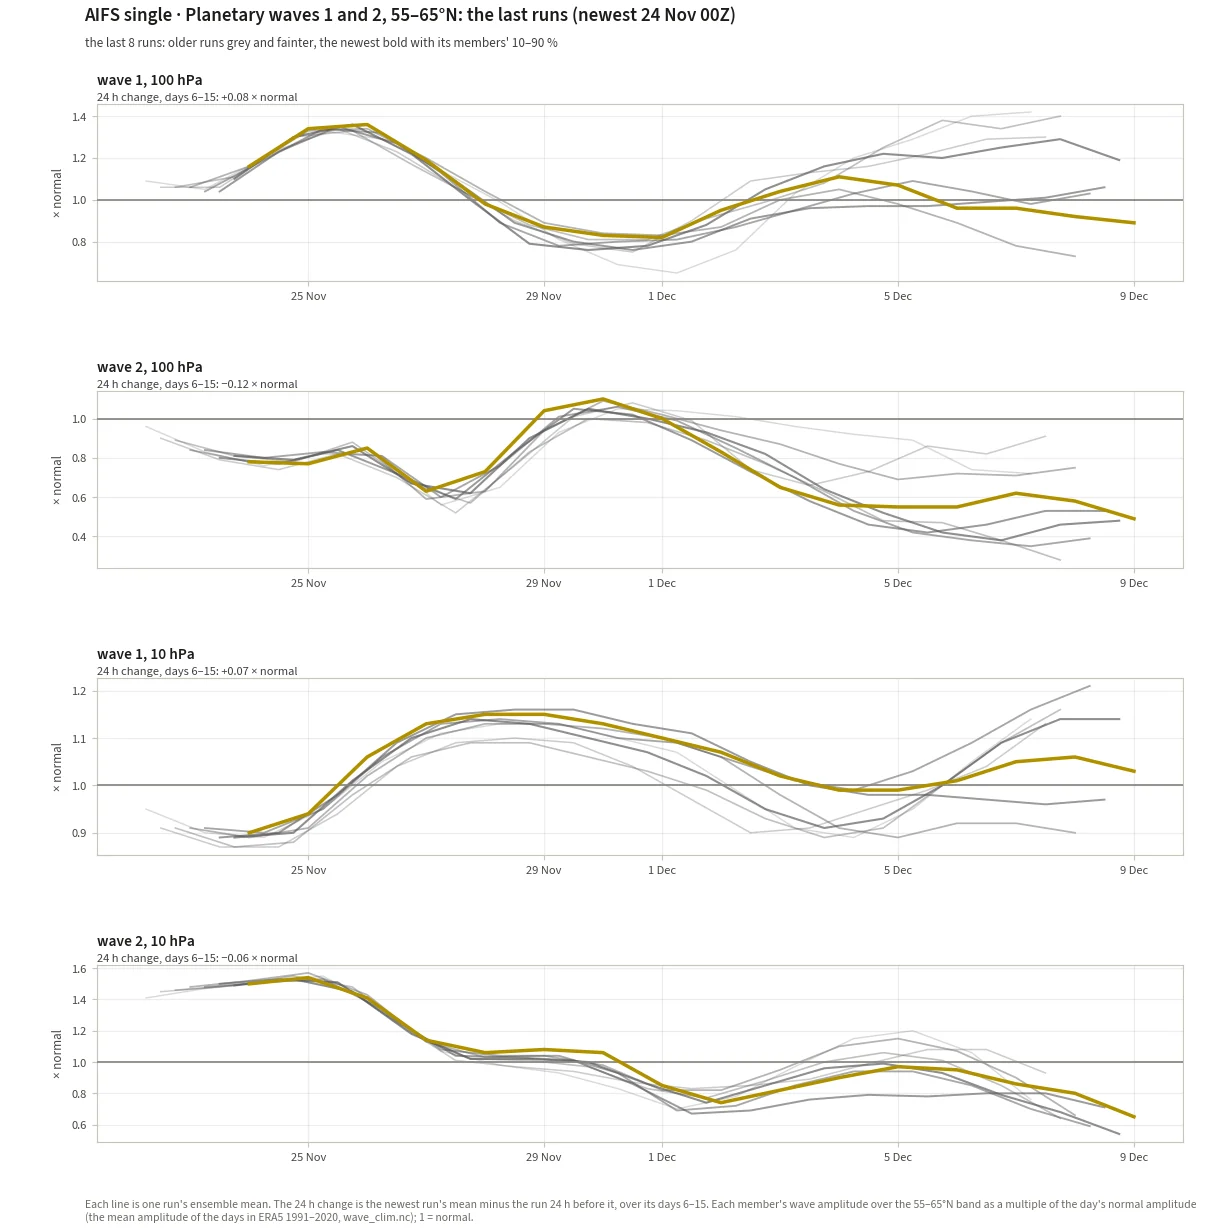 AIFS single · Planetary waves 1 and 2, 55–65°N: the last runs (newest 24 Nov 00Z)
the last 8 runs: older runs grey and fainter, the newest bold with its members' 10–90 %
wave 1, 100 hPa
24 h change, days 6–15: +0.08 × normal
1.4
1.2
1.0
0.8
× normal
25 Nov
29 Nov
1 Dec
5 Dec
9 Dec
wave 2, 100 hPa
24 h change, days 6–15: −0.12 × normal
1.0
0.8
0.6
0.4
× normal
25 Nov
29 Nov
1 Dec
5 Dec
9 Dec
wave 1, 10 hPa
24 h change, days 6–15: +0.07 × normal
1.2
1.1
1.0
0.9
× normal
25 Nov
29 Nov
1 Dec
5 Dec
9 Dec
wave 2, 10 hPa
24 h change, days 6–15: −0.06 × normal
1.6
1.4
1.2
1.0
0.8
0.6
× normal
25 Nov
29 Nov
1 Dec
5 Dec
9 Dec
Each line is one run's ensemble mean. The 24 h change is the newest run's mean minus the run 24 h before it, over its days 6–15. Each member's wave amplitude over the 55–65°N band as a multiple of the day's normal amplitude
(the mean amplitude of the days in ERA5 1991–2020, wave_clim.nc); 1 = normal.